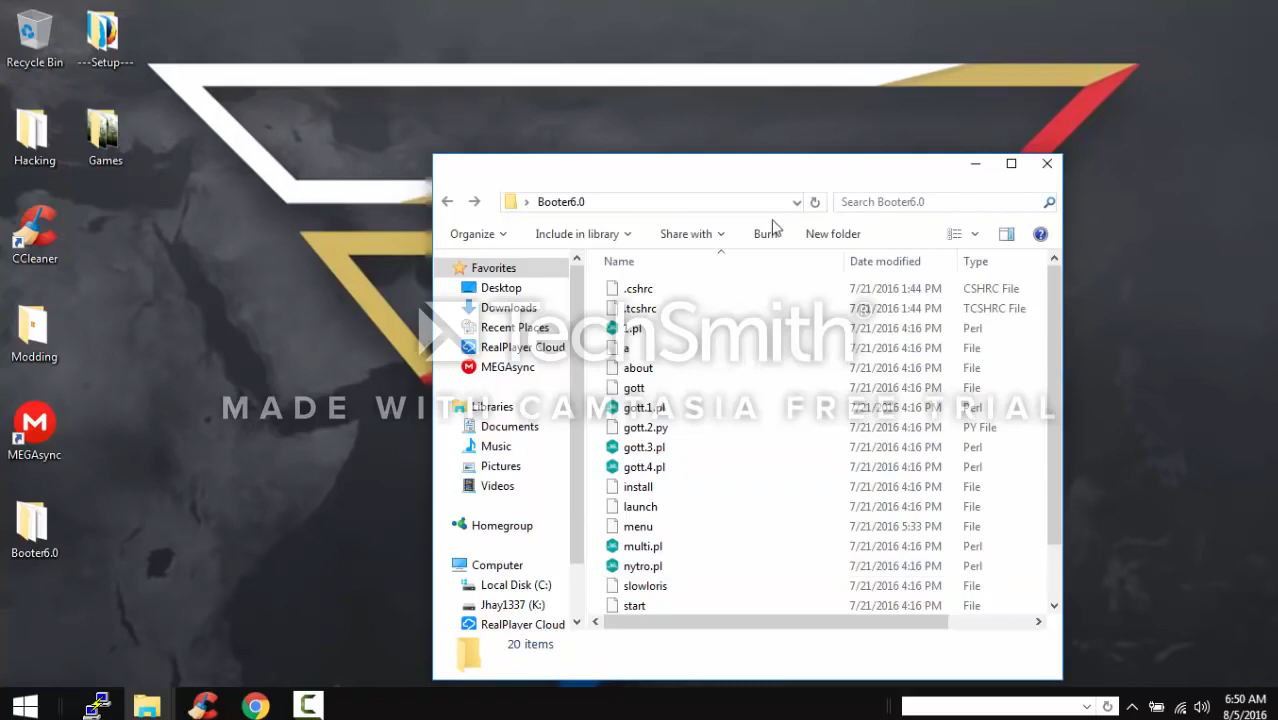 Recycle Bin
---Setup---
Hacking
Games
CCleaner
Modding
MEGAsync
Booter6.0
Booter6.0
Search Booter6.0
Organize
Include in library
Share with
Burn
New folder
Favorites
Desktop
Downloads
Recent Places
RealPlayer Cloud
MEGAsync
Libraries
Documents
Music
Pictures
Videos
Homegroup
Computer
Local Disk (C:)
Jhay1337 (K:)
RealPlayer Cloud
Name Date modified Type
.cshrc 7/21/2016 1:44 PM CSHRC File
.tcshrc 7/21/2016 1:44 PM TCSHRC File
1.pl 7/21/2016 4:16 PM Perl
a 7/21/2016 4:16 PM File
about 7/21/2016 4:16 PM File
gott 7/21/2016 4:16 PM File
gott.1.pl 7/21/2016 4:16 PM Perl
gott.2.py 7/21/2016 4:16 PM PY File
gott.3.pl 7/21/2016 4:16 PM Perl
gott.4.pl 7/21/2016 4:16 PM Perl
install 7/21/2016 4:16 PM File
launch 7/21/2016 4:16 PM File
menu 7/21/2016 5:33 PM File
multi.pl 7/21/2016 4:16 PM Perl
nytro.pl 7/21/2016 4:16 PM Perl
slowloris 7/21/2016 4:16 PM File
start 7/21/2016 4:16 PM File
20 items
TechSmith®
MADE WITH CAMTASIA FREE TRIAL
6:50 AM
8/5/2016